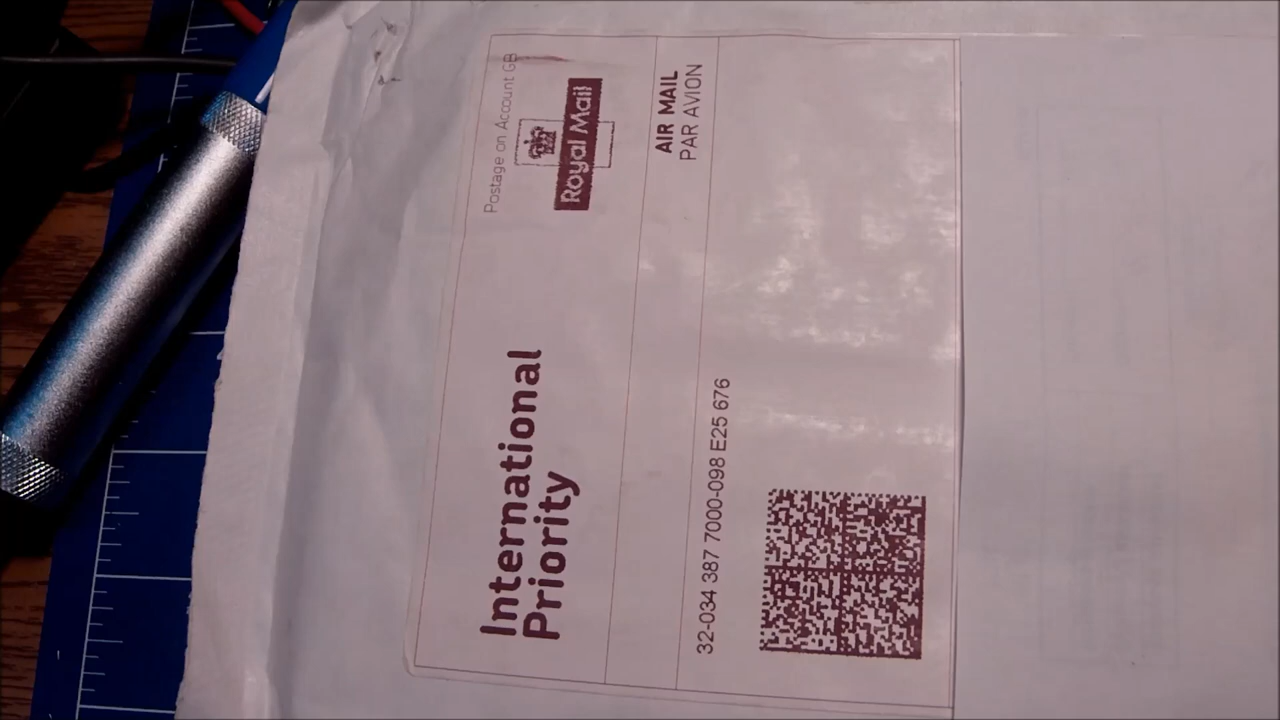 Postage on Account GB
Royal Mail
International
Priority
AIR MAIL
PAR AVION
32-034 387 7000-098 E25 676